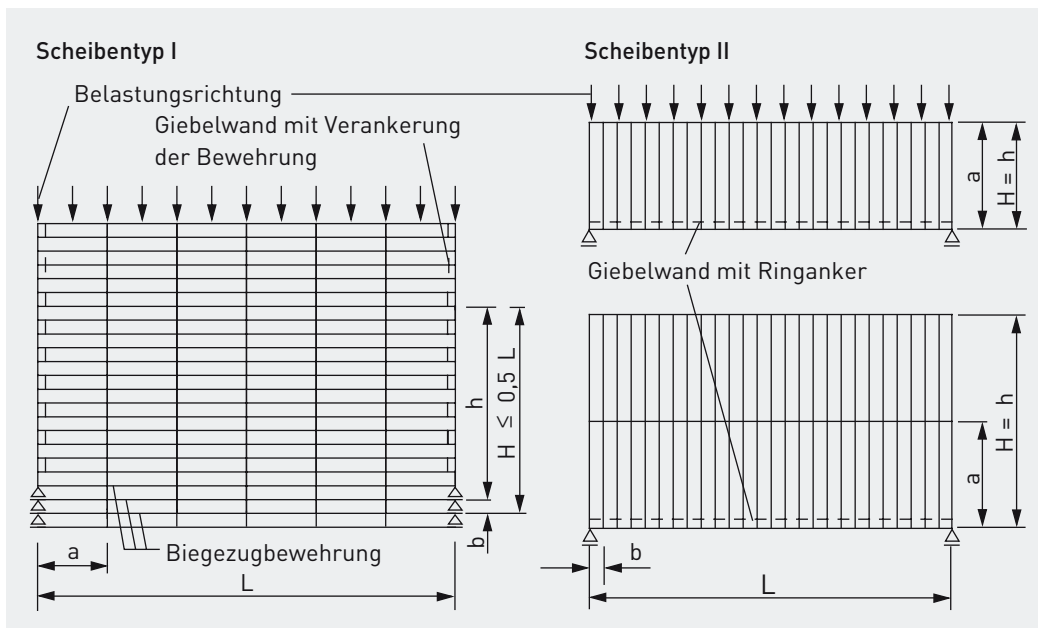 Scheibentyp I
Belastungsrichtung
Giebelwand mit Verankerung
der Bewehrung
h
H ≤ 0,5 L
b
Biegezugbewehrung
a
L
Scheibentyp II
a
H = h
Giebelwand mit Ringanker
a
H = h
b
L